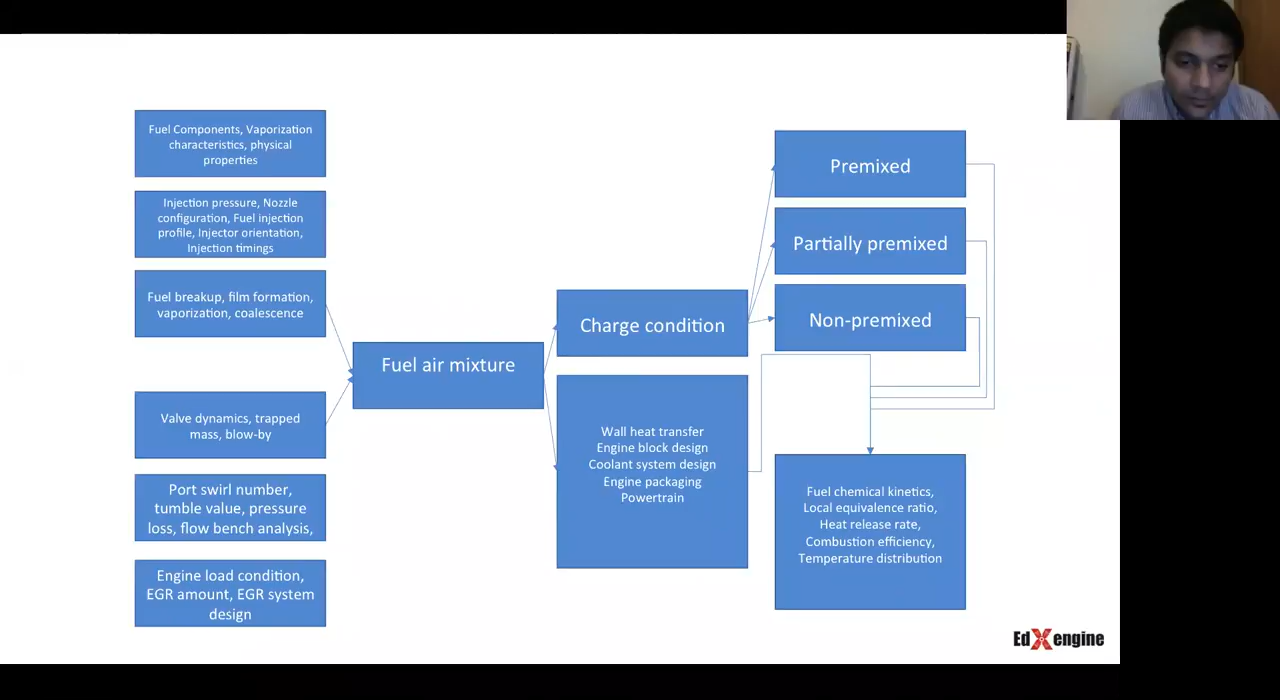 Fuel Components, Vaporization
characteristics, physical
properties
Injection pressure, Nozzle
configuration, Fuel injection
profile, Injector orientation,
Injection timings
Fuel breakup, film formation,
vaporization, coalescence
Valve dynamics, trapped
mass, blow-by
Port swirl number,
tumble value, pressure
loss, flow bench analysis,
Engine load condition,
EGR amount, EGR system
design
Fuel air mixture
Charge condition
Wall heat transfer
Engine block design
Coolant system design
Engine packaging
Powertrain
Premixed
Partially premixed
Non-premixed
Fuel chemical kinetics,
Local equivalence ratio,
Heat release rate,
Combustion efficiency,
Temperature distribution
EdXengine